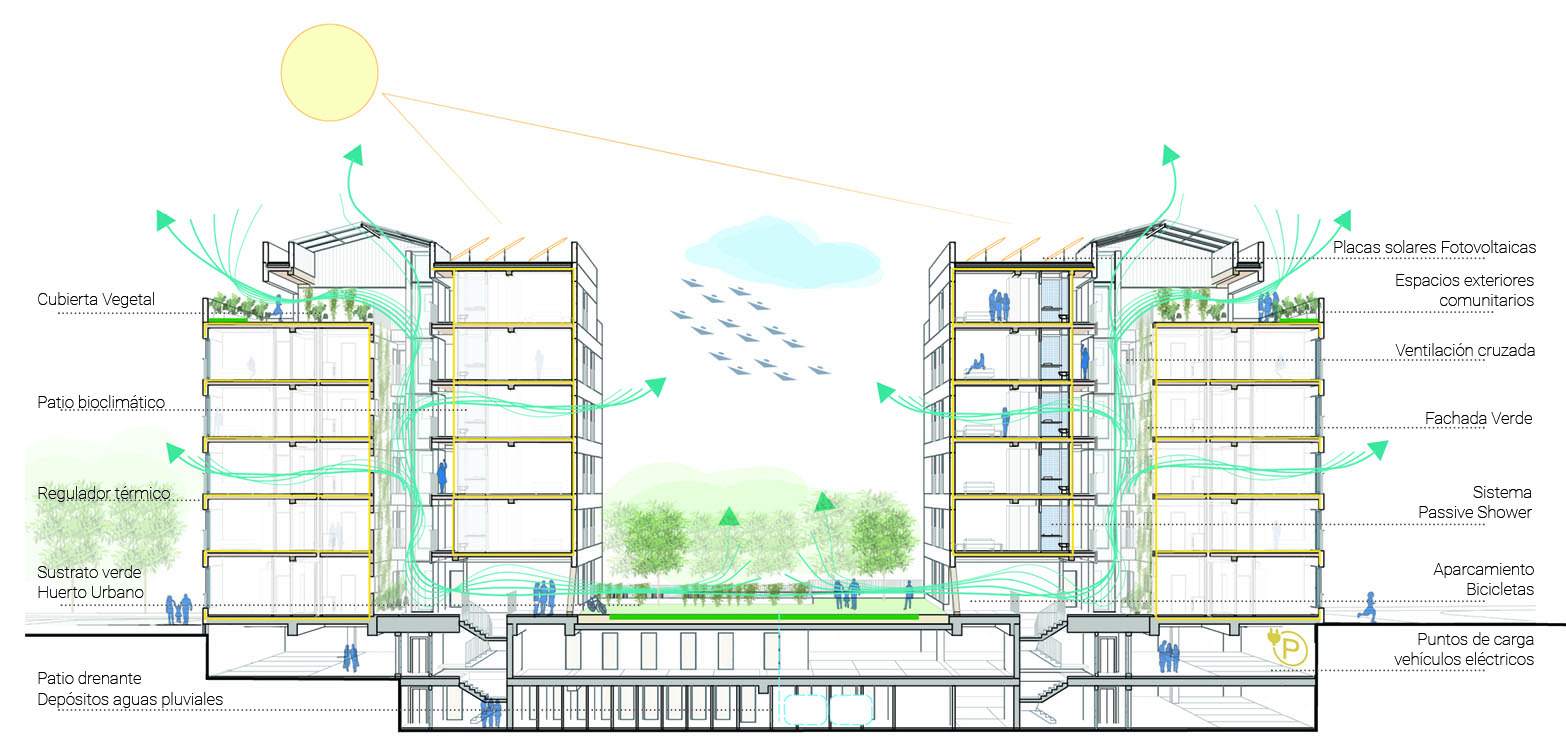 Cubierta Vegetal
Patio bioclimático
Regulador térmico
Sustrato verde
Huerto Urbano
Patio drenante
Depósitos aguas pluviales
Placas solares Fotovoltaicas
Espacios exteriores
comunitarios
Ventilación cruzada
Fachada Verde
Sistema
Passive Shower
Aparcamiento
Bicicletas
Puntos de carga
vehículos eléctricos
P